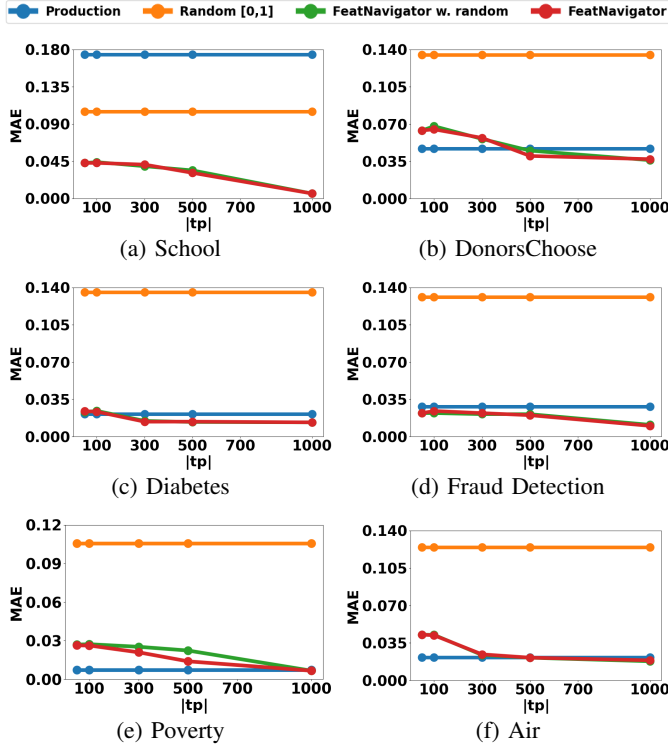 Production Random [0,1] FeatNavigator w. random FeatNavigator
0.180
0.135
0.090
0.045
0.000
MAE
100 300 500 700 1000
|tp|
(a) School
0.140
0.105
0.070
0.035
0.000
MAE
100 300 500 700 1000
|tp|
(b) DonorsChoose
0.140
0.105
0.070
0.035
0.000
MAE
100 300 500 700 1000
|tp|
(c) Diabetes
0.140
0.105
0.070
0.035
0.000
MAE
100 300 500 700 1000
|tp|
(d) Fraud Detection
0.12
0.09
0.06
0.03
0.00
MAE
100 300 500 700 1000
|tp|
(e) Poverty
0.140
0.105
0.070
0.035
0.000
MAE
100 300 500 700 1000
|tp|
(f) Air